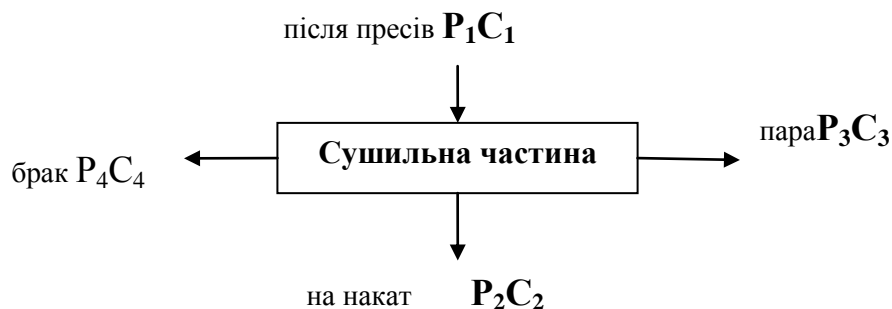 після пресів P₁C₁
параP₃C₃
Сушильна частина
брак P₄C₄
на накат P₂C₂